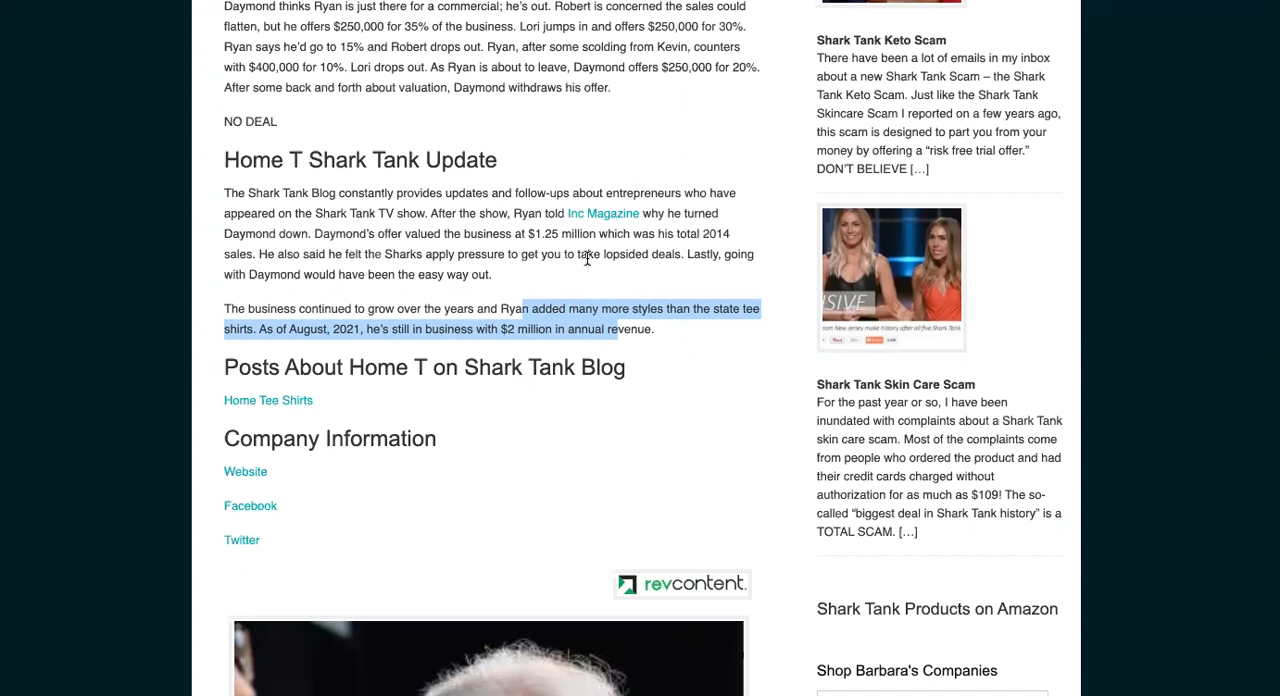 Daymond thinks Ryan is just there for a commercial; he's out. Robert is concerned the sales could
flatten, but he offers $250,000 for 35% of the business. Lori jumps in and offers $250,000 for 30%.
Ryan says he'd go to 15% and Robert drops out. Ryan, after some scolding from Kevin, counters
with $400,000 for 10%. Lori drops out. As Ryan is about to leave, Daymond offers $250,000 for 20%.
After some back and forth about valuation, Daymond withdraws his offer.
NO DEAL
Home T Shark Tank Update
The Shark Tank Blog constantly provides updates and follow-ups about entrepreneurs who have
appeared on the Shark Tank TV show. After the show, Ryan told Inc Magazine why he turned
Daymond down. Daymond's offer valued the business at $1.25 million which was his total 2014
sales. He also said he felt the Sharks apply pressure to get you to take lopsided deals. Lastly, going
with Daymond would have been the easy way out.
The business continued to grow over the years and Ryan added many more styles than the state tee
shirts. As of August, 2021, he's still in business with $2 million in annual revenue.
Posts About Home T on Shark Tank Blog
Home Tee Shirts
Company Information
Website
Facebook
Twitter
revcontent.
Shark Tank Keto Scam
There have been a lot of emails in my inbox
about a new Shark Tank Scam – the Shark
Tank Keto Scam. Just like the Shark Tank
Skincare Scam I reported on a few years ago,
this scam is designed to part you from your
money by offering a “risk free trial offer.”
DON'T BELIEVE […]
SIVE
rom New Jersey make history after all five Shark Tank
Shark Tank Skin Care Scam
For the past year or so, I have been
inundated with complaints about a Shark Tank
skin care scam. Most of the complaints come
from people who ordered the product and had
their credit cards charged without
authorization for as much as $109! The so-
called “biggest deal in Shark Tank history” is a
TOTAL SCAM. […]
Shark Tank Products on Amazon
Shop Barbara's Companies